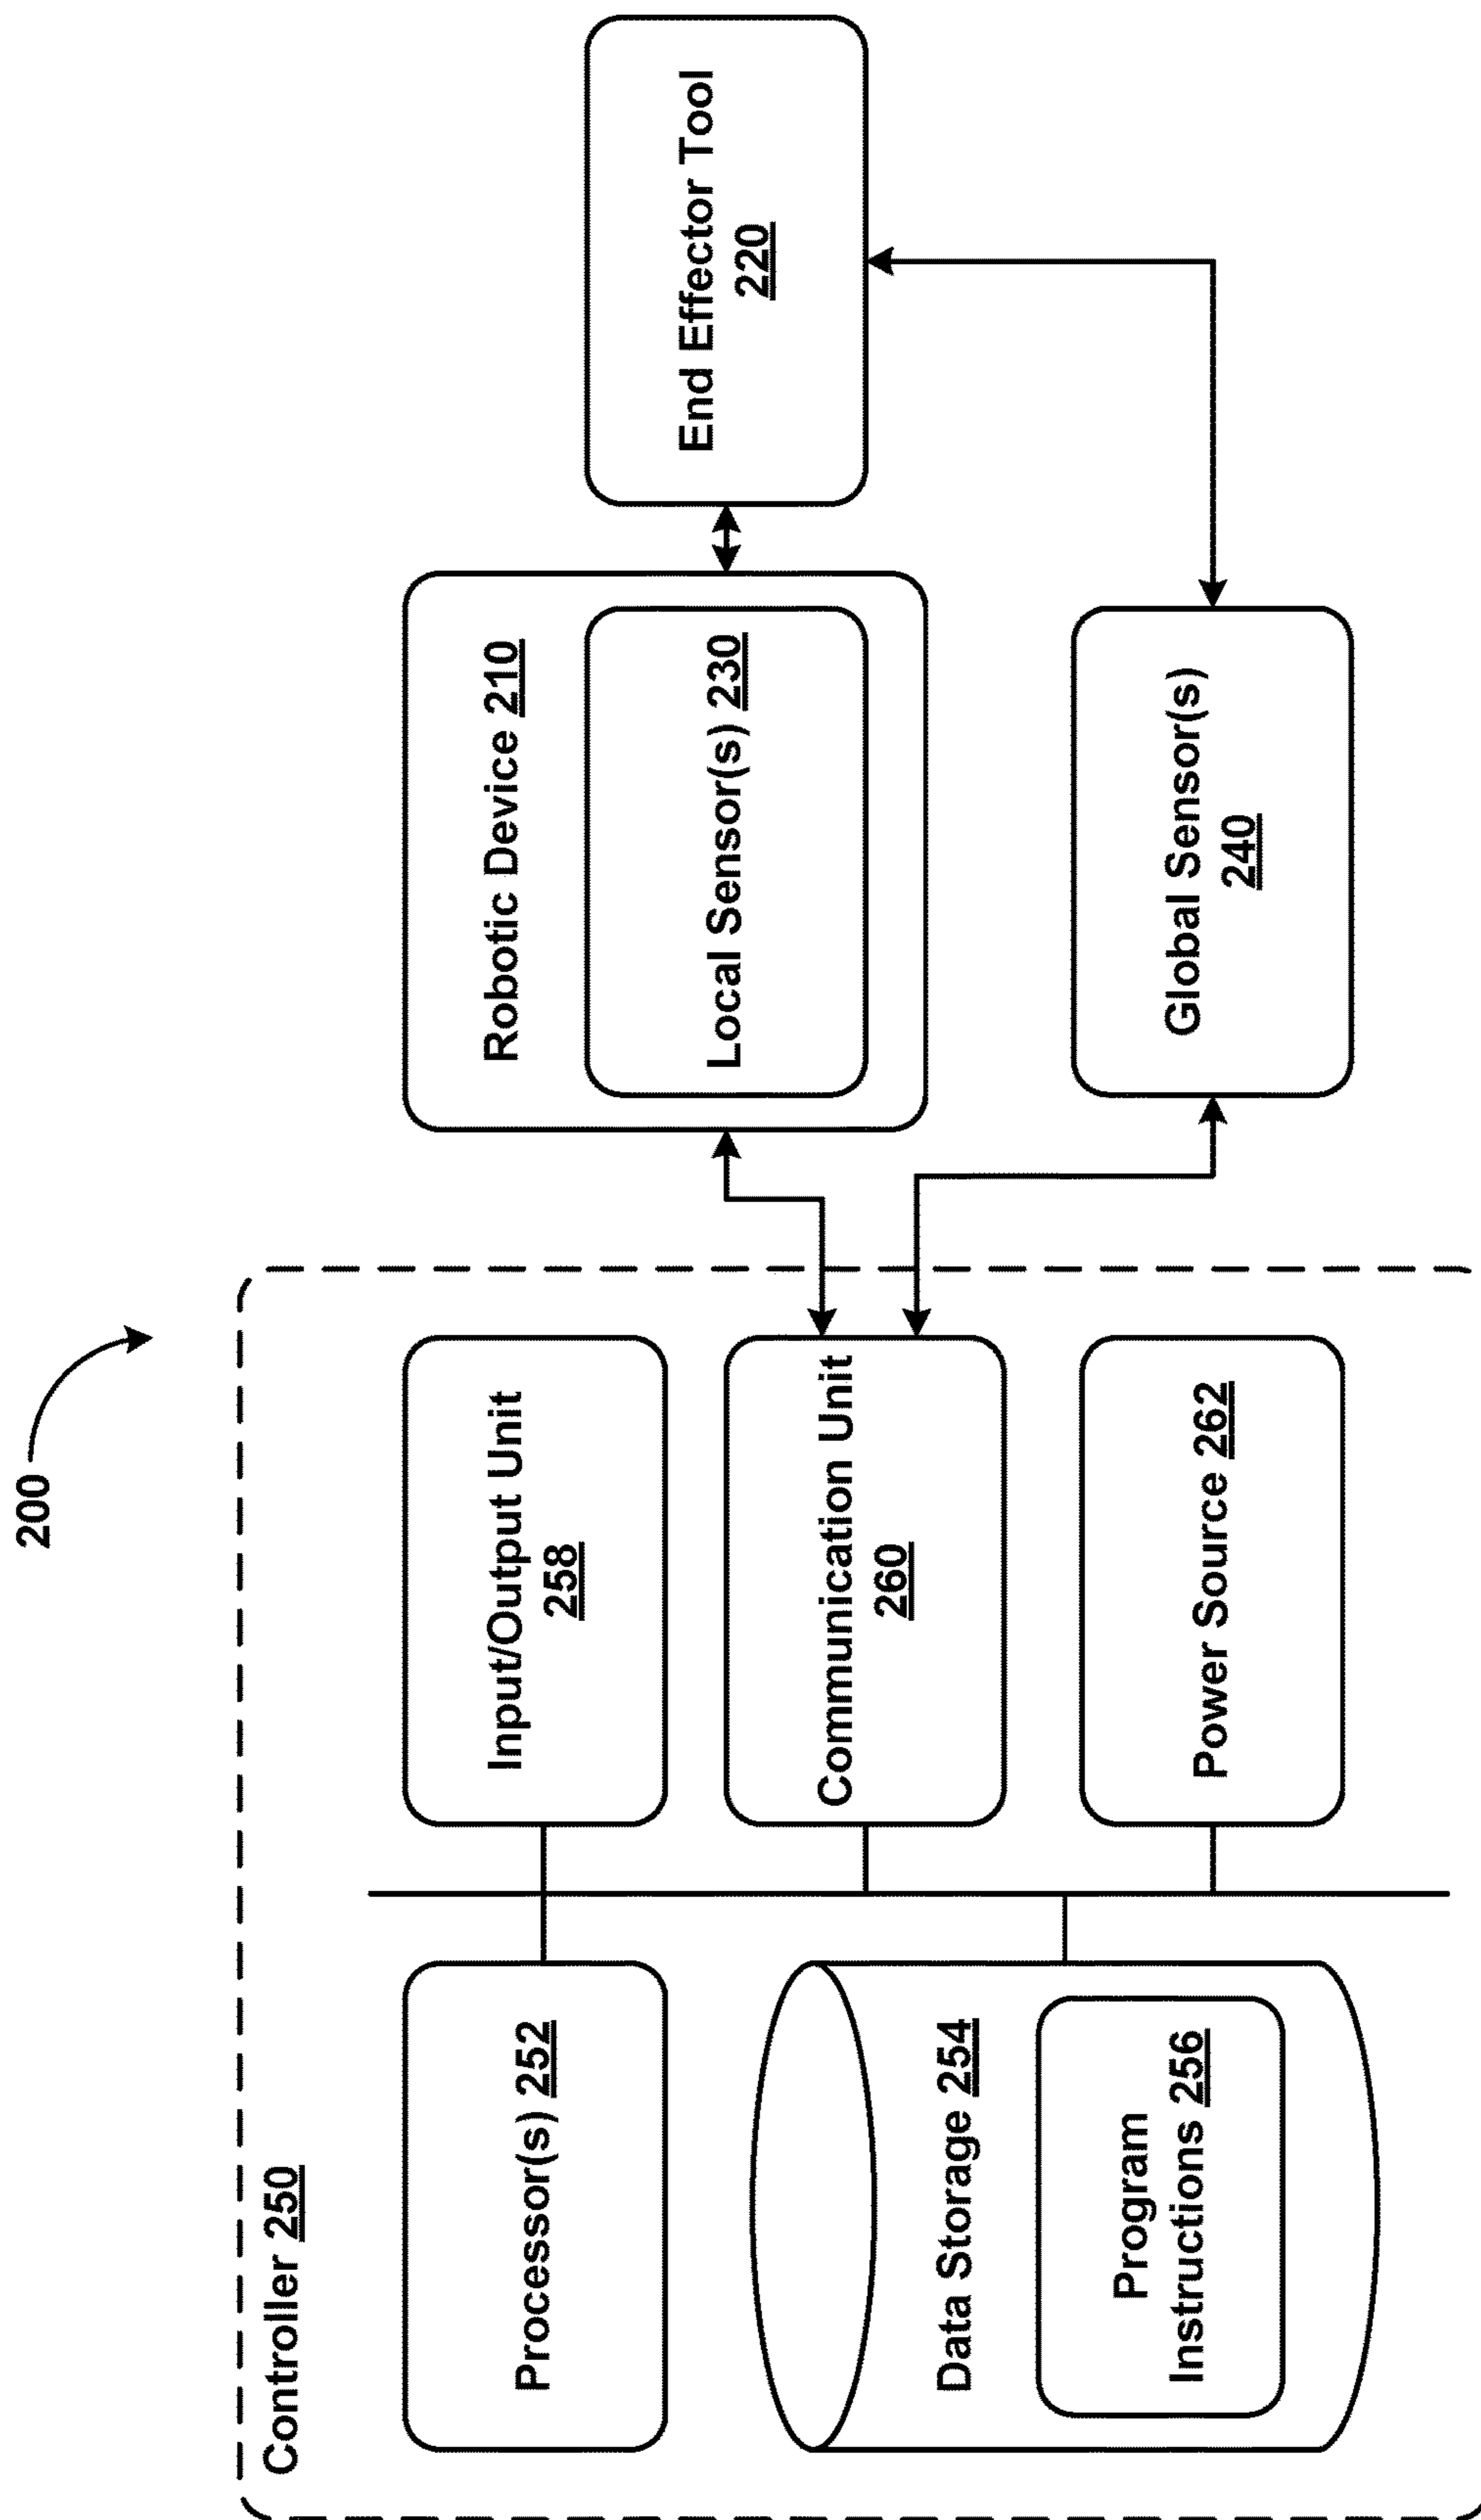 200
Controller 250
Processor(s) 252
Data Storage 254
Program
Instructions 256
Input/Output Unit
258
Communication Unit
260
Power Source 262
Robotic Device 210
Local Sensor(s) 230
Global Sensor(s)
240
End Effector Tool
220